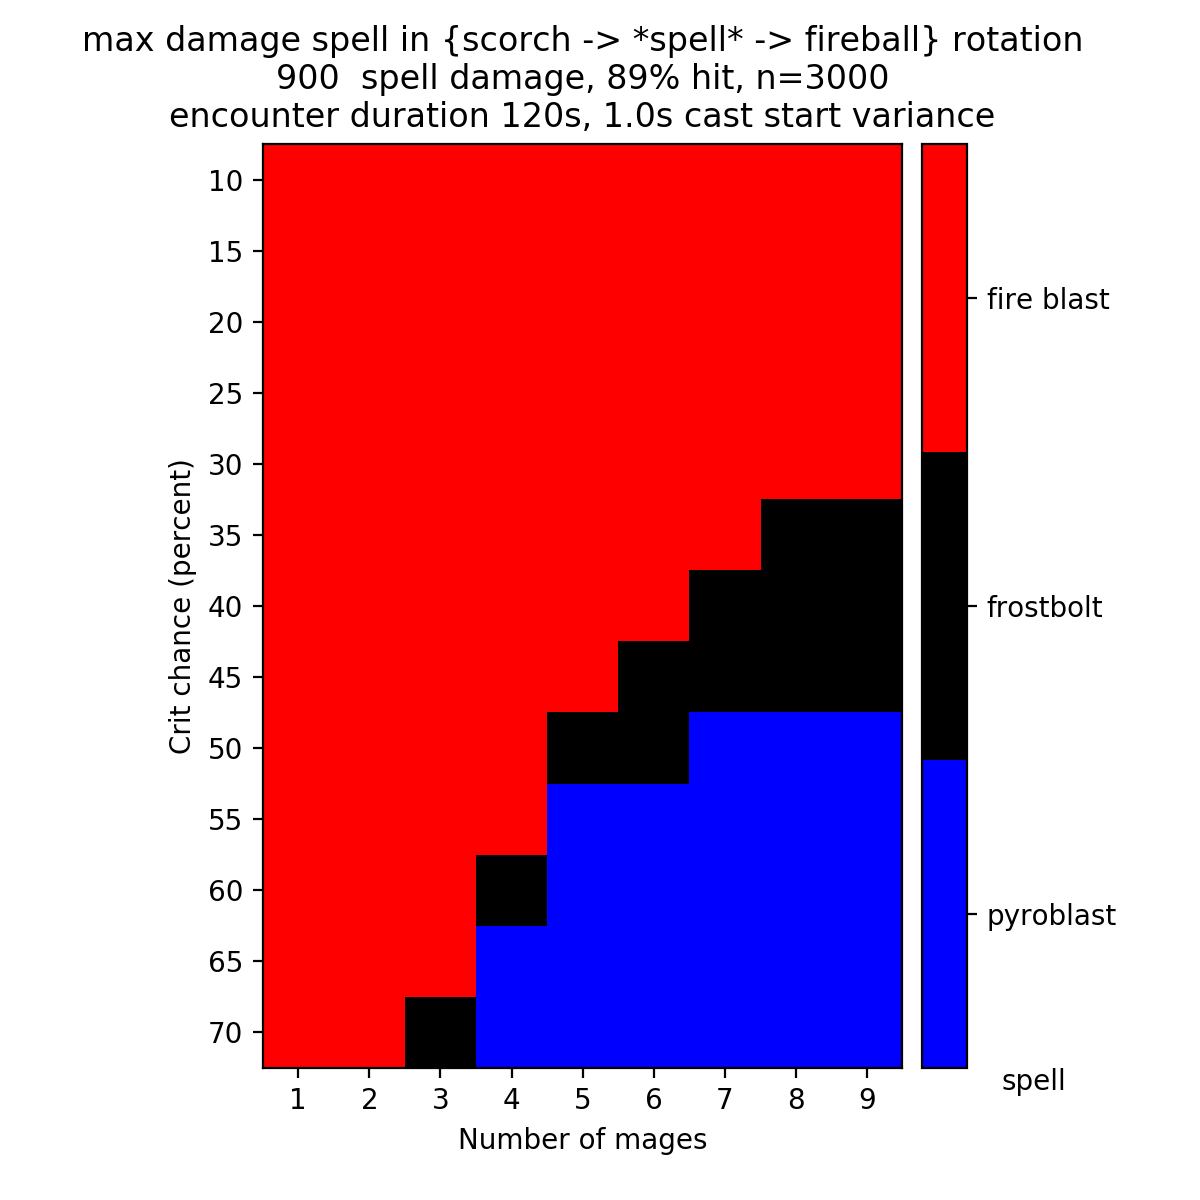 max damage spell in {scorch -> *spell* -> fireball} rotation
900  spell damage, 89% hit, n=3000
encounter duration 120s, 1.0s cast start variance
10
15
20
25
30
35
40
45
50
55
60
65
70
Crit chance (percent)
1 2 3 4 5 6 7 8 9
Number of mages
fire blast
frostbolt
pyroblast
spell